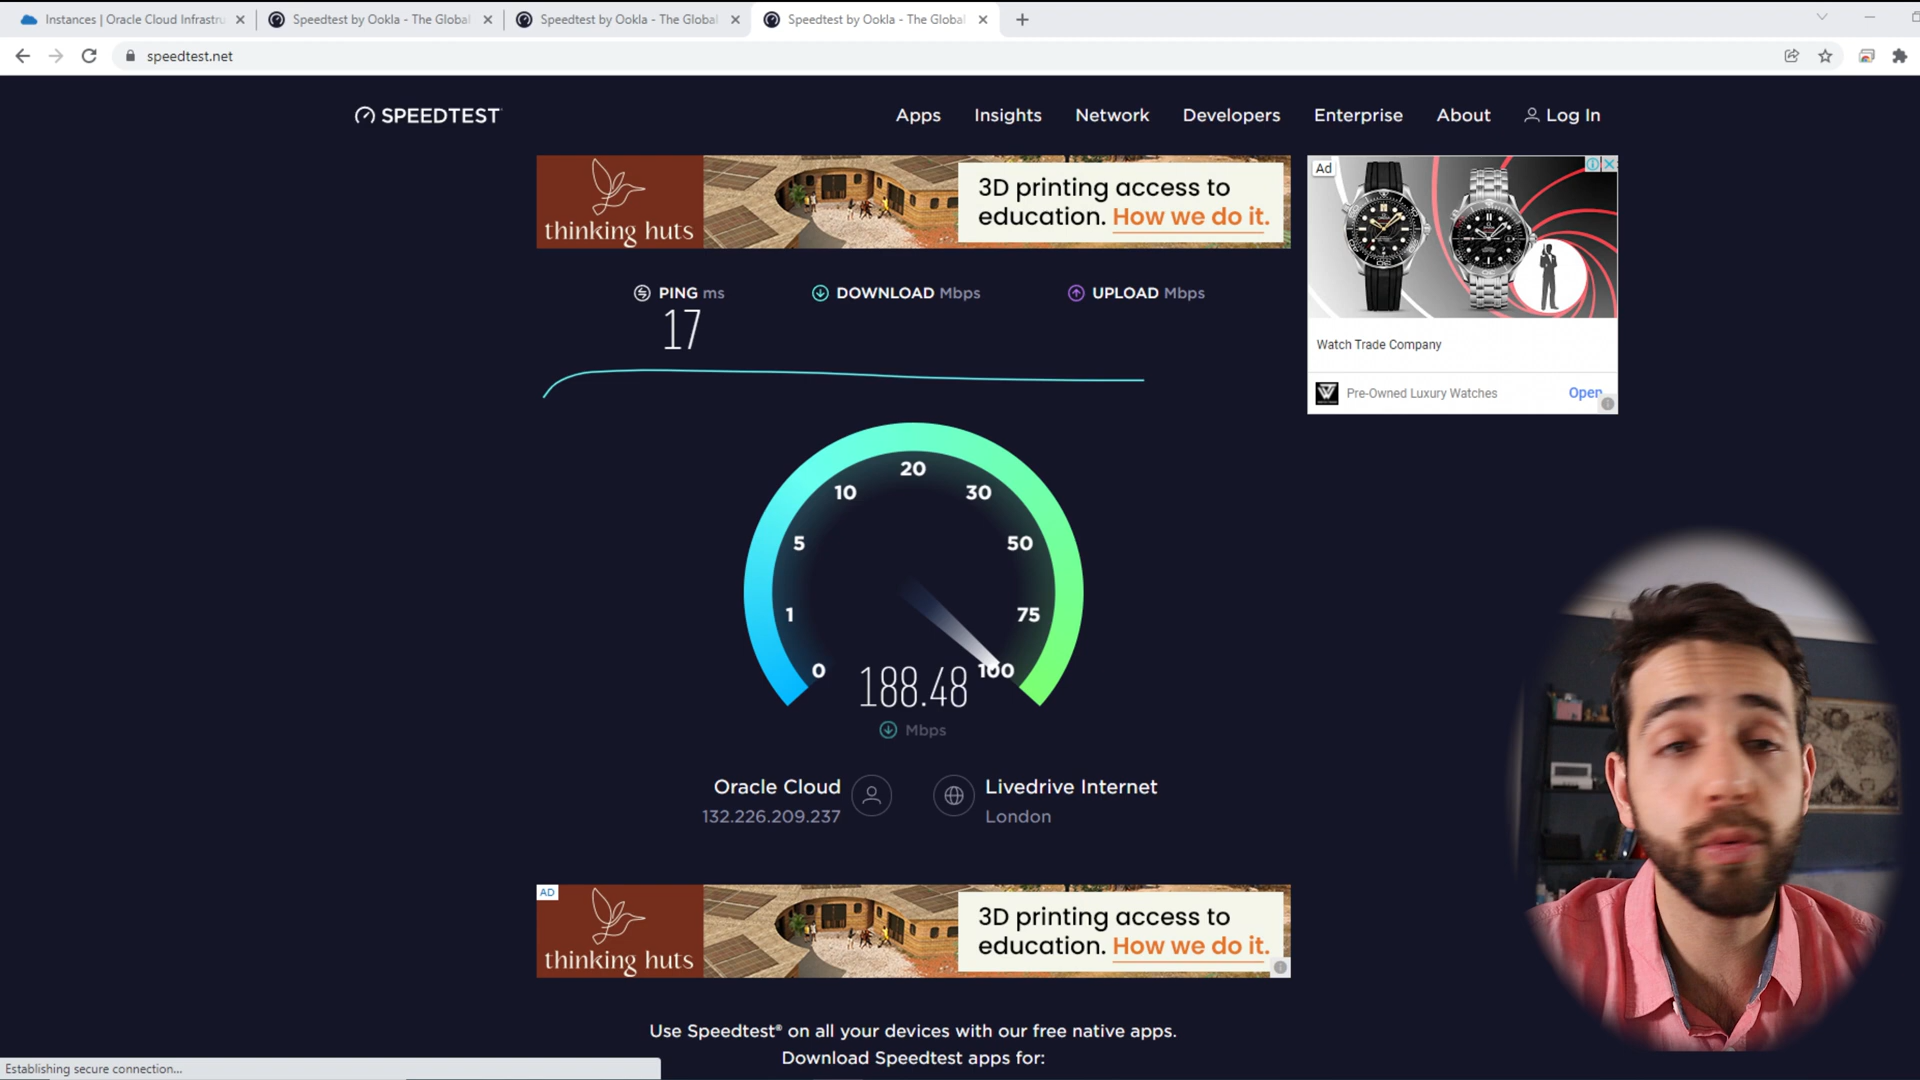 Instances | Oracle Cloud Infrastru
Speedtest by Ookla - The Global
Speedtest by Ookla - The Global
Speedtest by Ookla - The Global
speedtest.net
SPEEDTEST
Apps
Insights
Network
Developers
Enterprise
About
Log In
thinking huts
3D printing access to
education. How we do it.
Ad
Watch Trade Company
Pre-Owned Luxury Watches
Open
PING ms
17
DOWNLOAD Mbps
UPLOAD Mbps
0
1
5
10
20
30
50
75
100
188.48
Mbps
Oracle Cloud
132.226.209.237
Livedrive Internet
London
AD
thinking huts
3D printing access to
education. How we do it.
Use Speedtest® on all your devices with our free native apps.
Download Speedtest apps for:
Establishing secure connection...